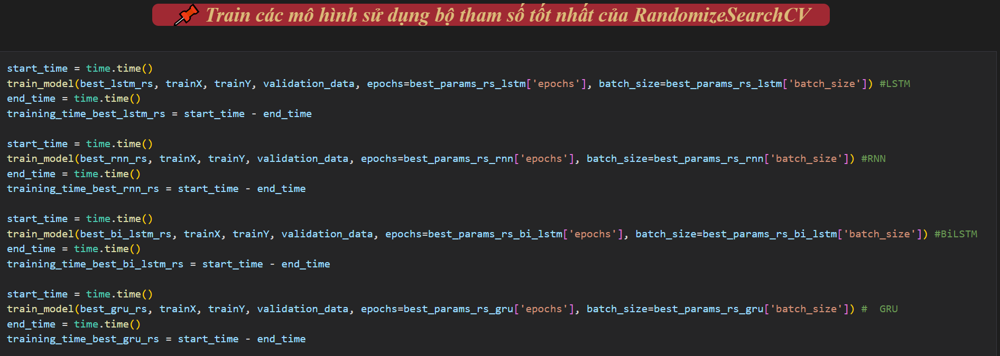 Train các mô hình sử dụng bộ tham số tốt nhất của RandomizeSearchCV
start_time = time.time()
train_model(best_lstm_rs, trainX, trainY, validation_data, epochs=best_params_rs_lstm['epochs'], batch_size=best_params_rs_lstm['batch_size']) #LSTM
end_time = time.time()
training_time_best_lstm_rs = start_time - end_time
start_time = time.time()
train_model(best_rnn_rs, trainX, trainY, validation_data, epochs=best_params_rs_rnn['epochs'], batch_size=best_params_rs_rnn['batch_size']) #RNN
end_time = time.time()
training_time_best_rnn_rs = start_time - end_time
start_time = time.time()
train_model(best_bi_lstm_rs, trainX, trainY, validation_data, epochs=best_params_rs_bi_lstm['epochs'], batch_size=best_params_rs_bi_lstm['batch_size']) #BiLSTM
end_time = time.time()
training_time_best_bi_lstm_rs = start_time - end_time
start_time = time.time()
train_model(best_gru_rs, trainX, trainY, validation_data, epochs=best_params_rs_gru['epochs'], batch_size=best_params_rs_gru['batch_size']) #  GRU
end_time = time.time()
training_time_best_gru_rs = start_time - end_time